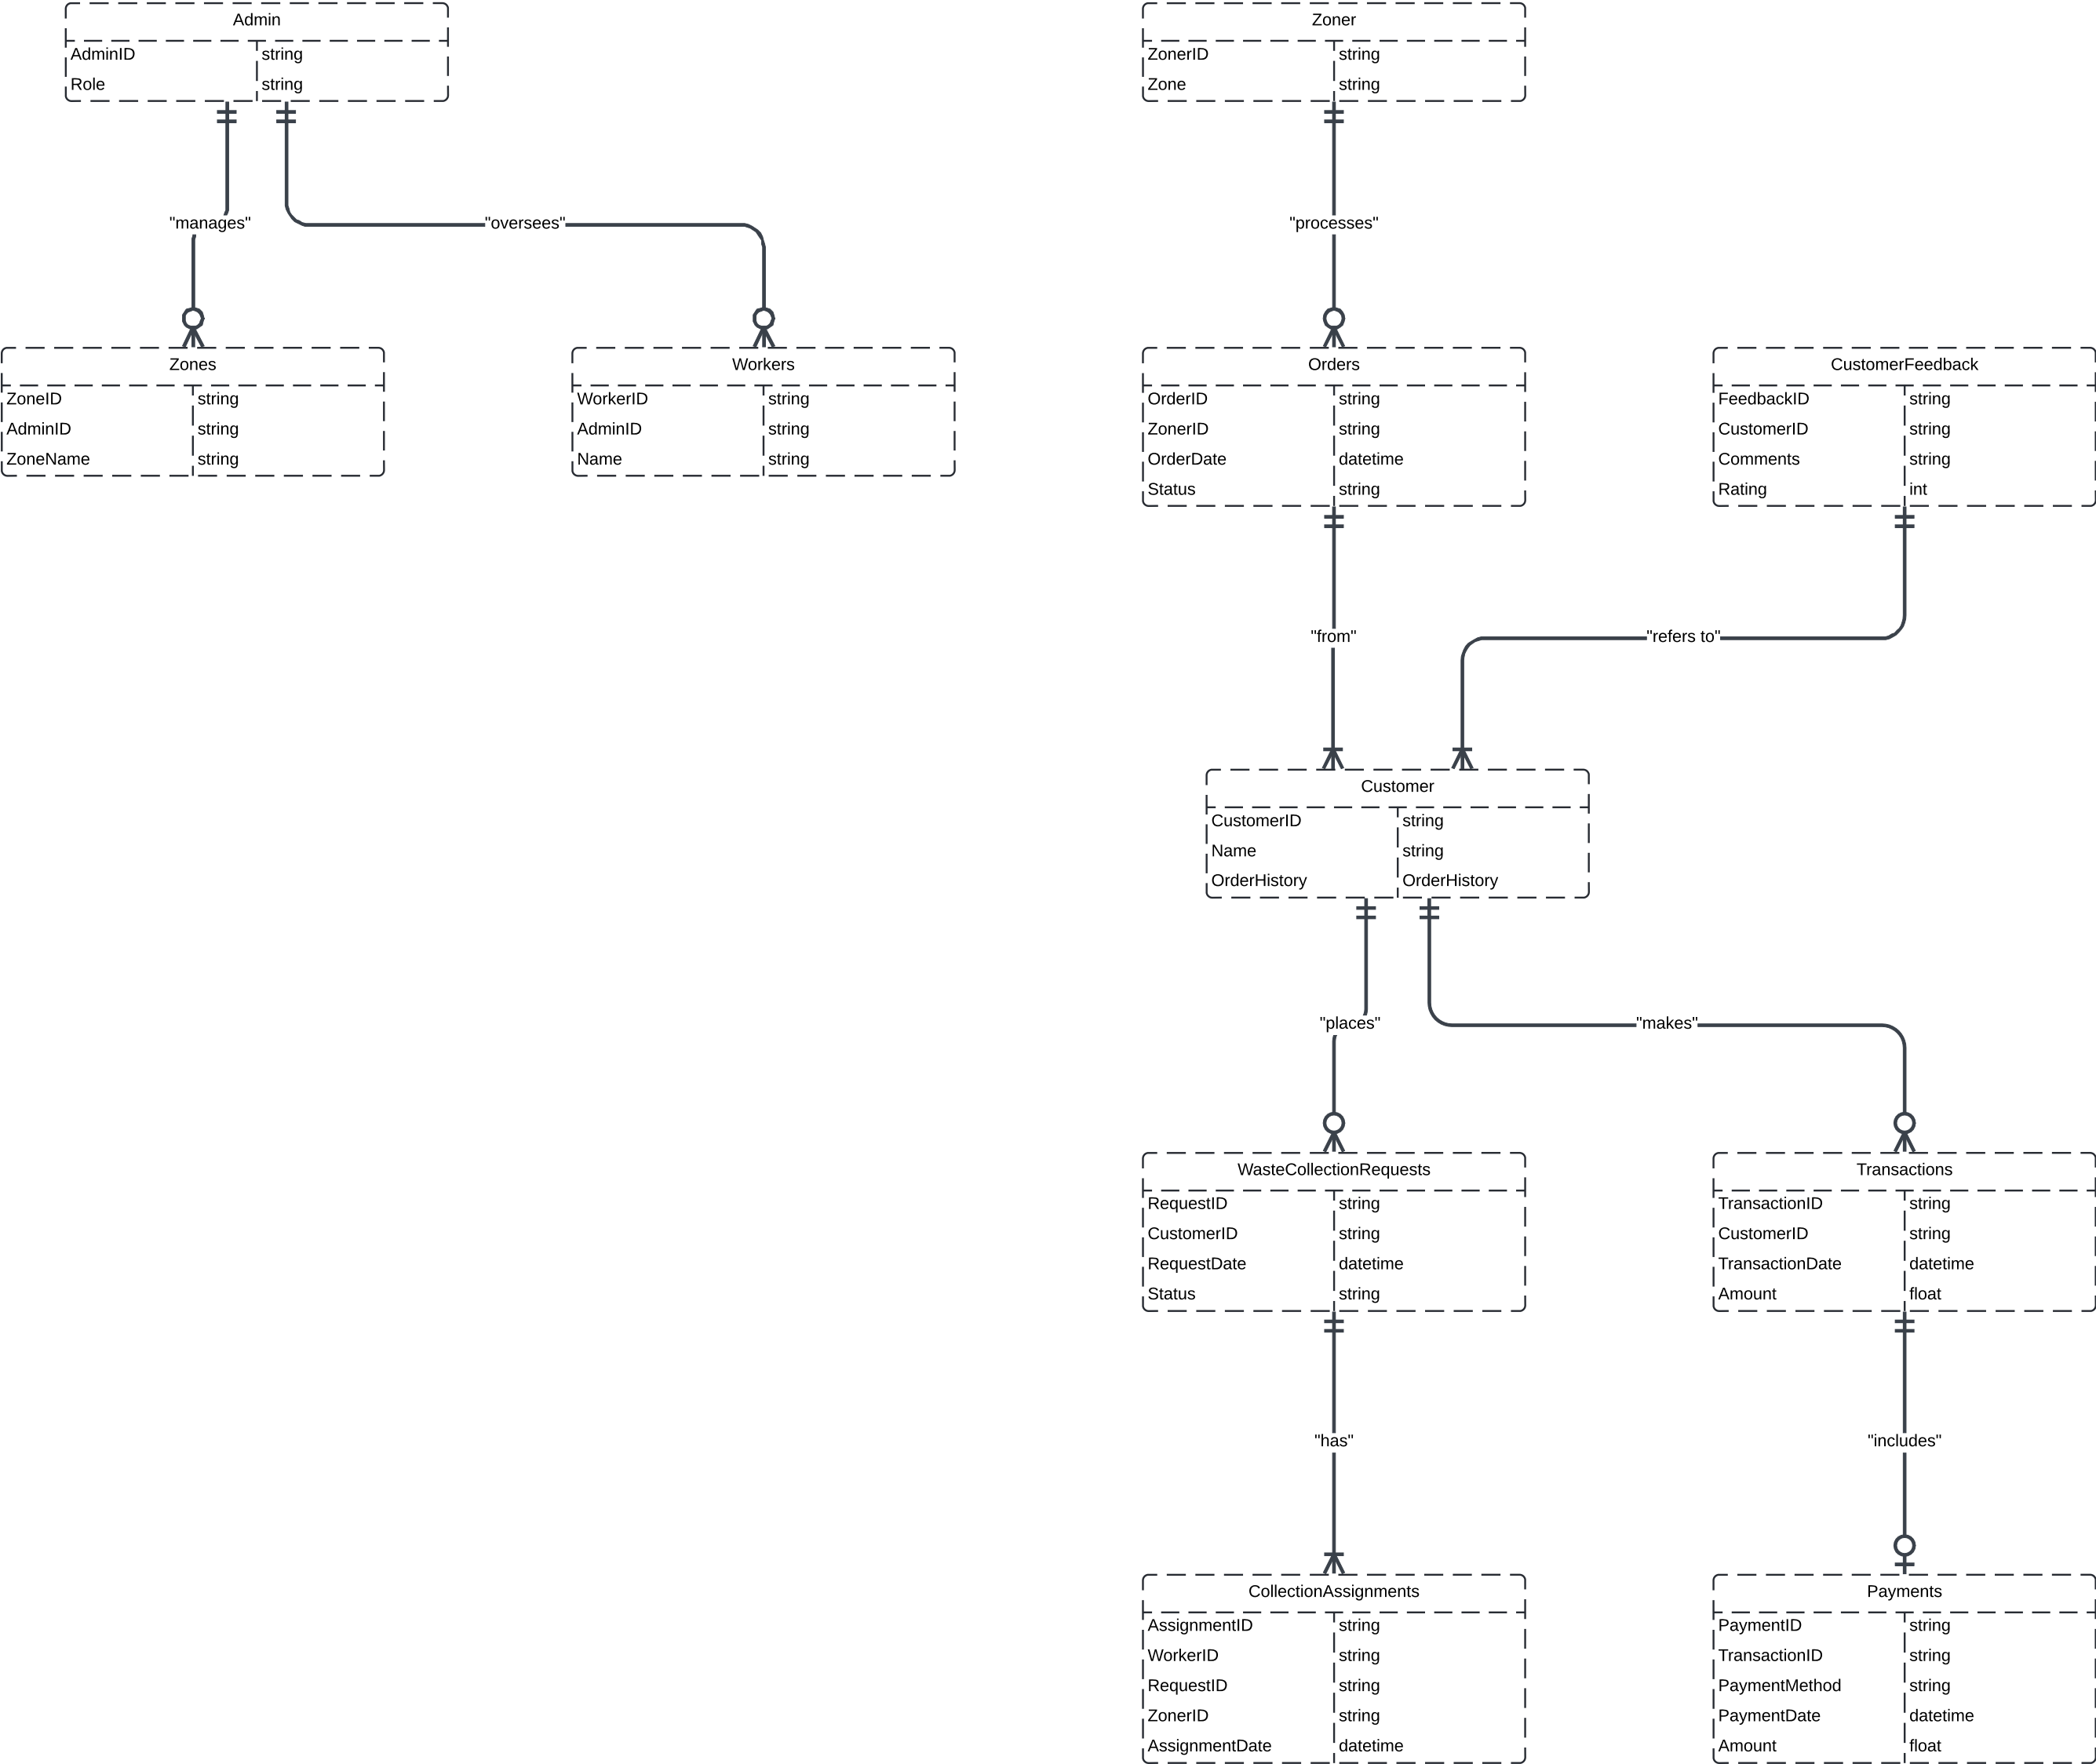 Admin
AdminID string
Role string
Zoner
ZonerID string
Zone string
"manages"
"oversees"
"processes"
Zones
ZoneID string
AdminID string
ZoneName string
Workers
WorkerID string
AdminID string
Name string
Orders
OrderID string
ZonerID string
OrderDate datetime
Status string
CustomerFeedback
FeedbackID string
CustomerID string
Comments string
Rating int
"from"
"refers to"
Customer
CustomerID string
Name string
OrderHistory OrderHistory
"places"
"makes"
WasteCollectionRequests
RequestID string
CustomerID string
RequestDate datetime
Status string
Transactions
TransactionID string
CustomerID string
TransactionDate datetime
Amount float
"has"
"includes"
CollectionAssignments
AssignmentID string
WorkerID string
RequestID string
ZonerID string
AssignmentDate datetime
Payments
PaymentID string
TransactionID string
PaymentMethod string
PaymentDate datetime
Amount float